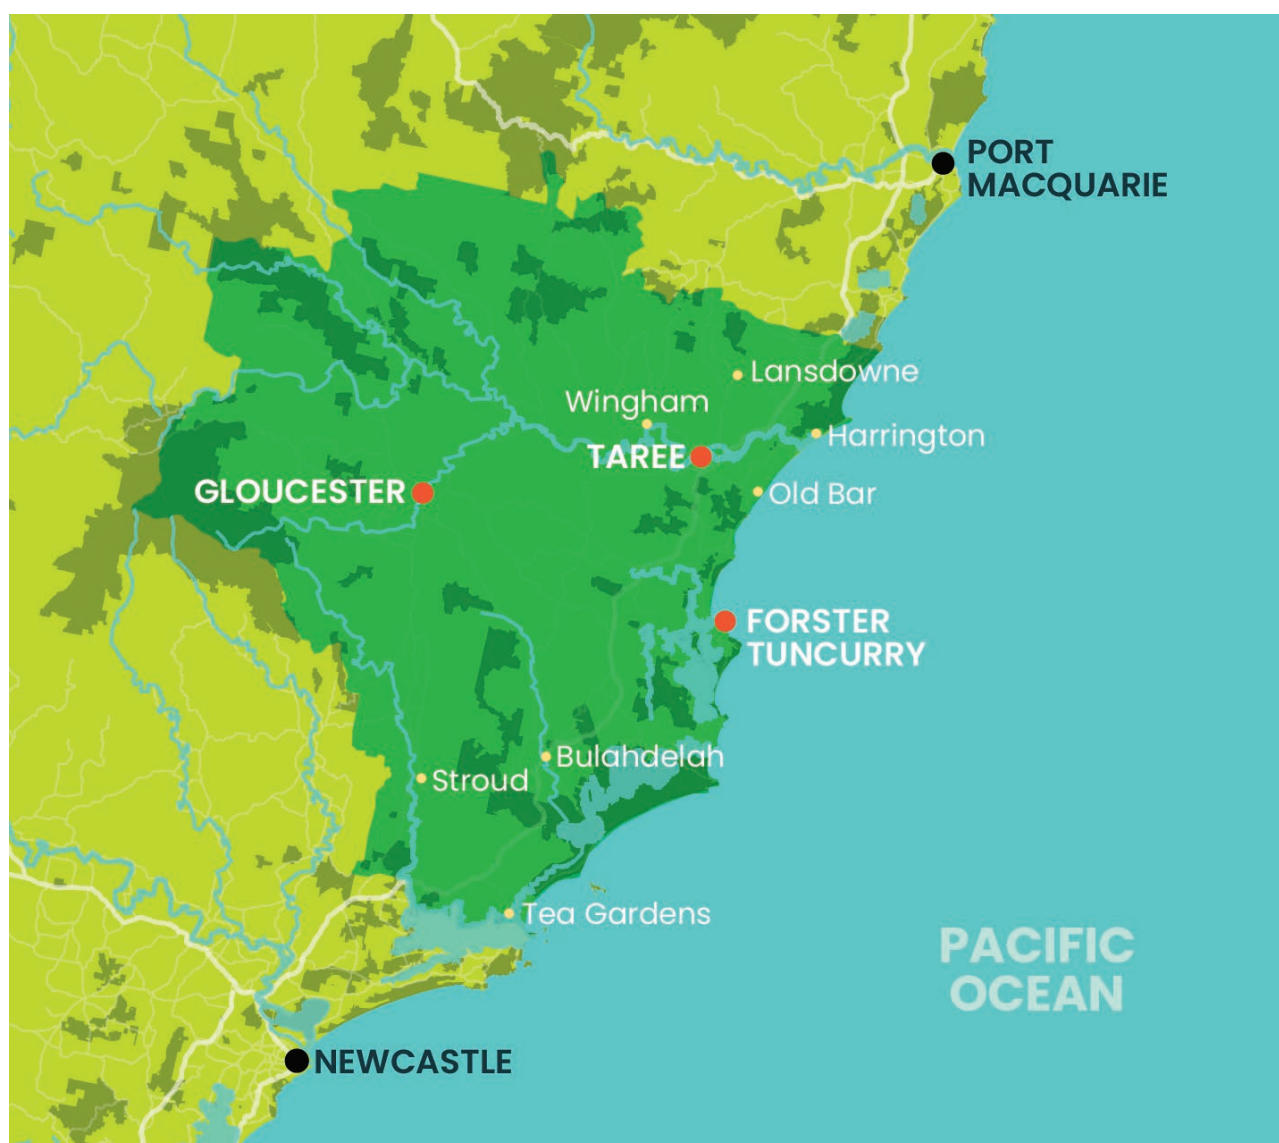 PORT
MACQUARIE
Lansdowne
Wingham
Harrington
TAREE
GLOUCESTER
Old Bar
FORSTER
TUNCURRY
Bulahdelah
Stroud
Tea Gardens
PACIFIC
OCEAN
NEWCASTLE